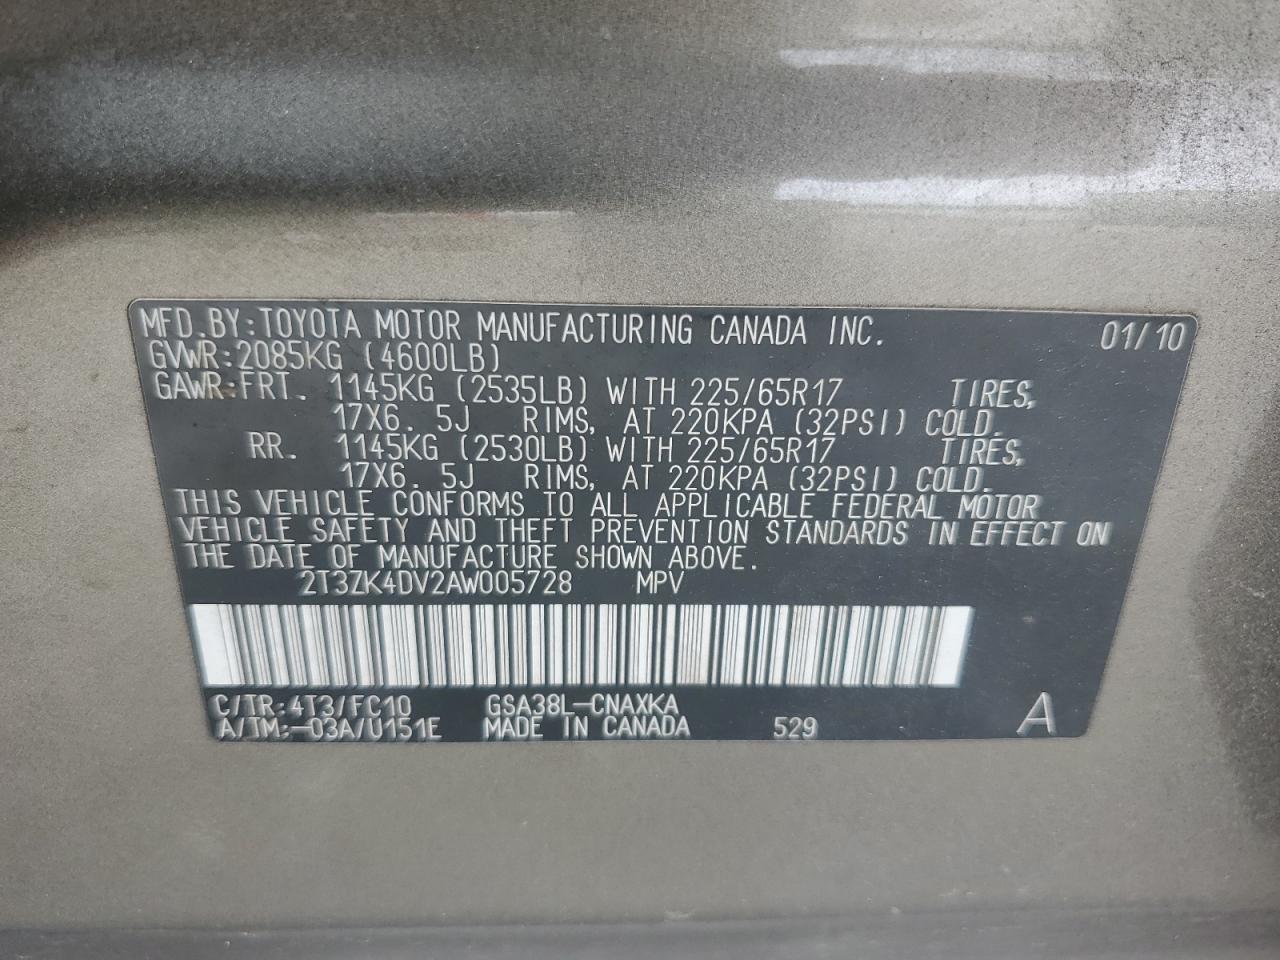 MFD.BY:TOYOTA MOTOR MANUFACTURING CANADA INC. 01/10
GVWR:2085KG (4600LB)
GAWR:FRT. 1145KG (2535LB) WITH 225/65R17 TIRES,
17X6. 5J RIMS, AT 220KPA (32PSI) COLD.
RR. 1145KG (2530LB) WITH 225/65R17 TIRES,
17X6. 5J RIMS, AT 220KPA (32PSI) COLD.
THIS VEHICLE CONFORMS TO ALL APPLICABLE FEDERAL MOTOR
VEHICLE SAFETY AND THEFT PREVENTION STANDARDS IN EFFECT ON
THE DATE OF MANUFACTURE SHOWN ABOVE.
2T3ZK4DV2AW005728 MPV
C/TR:4T3/FC10 GSA38L-CNAXKA
A/TM:-03A/U151E MADE IN CANADA 529 A